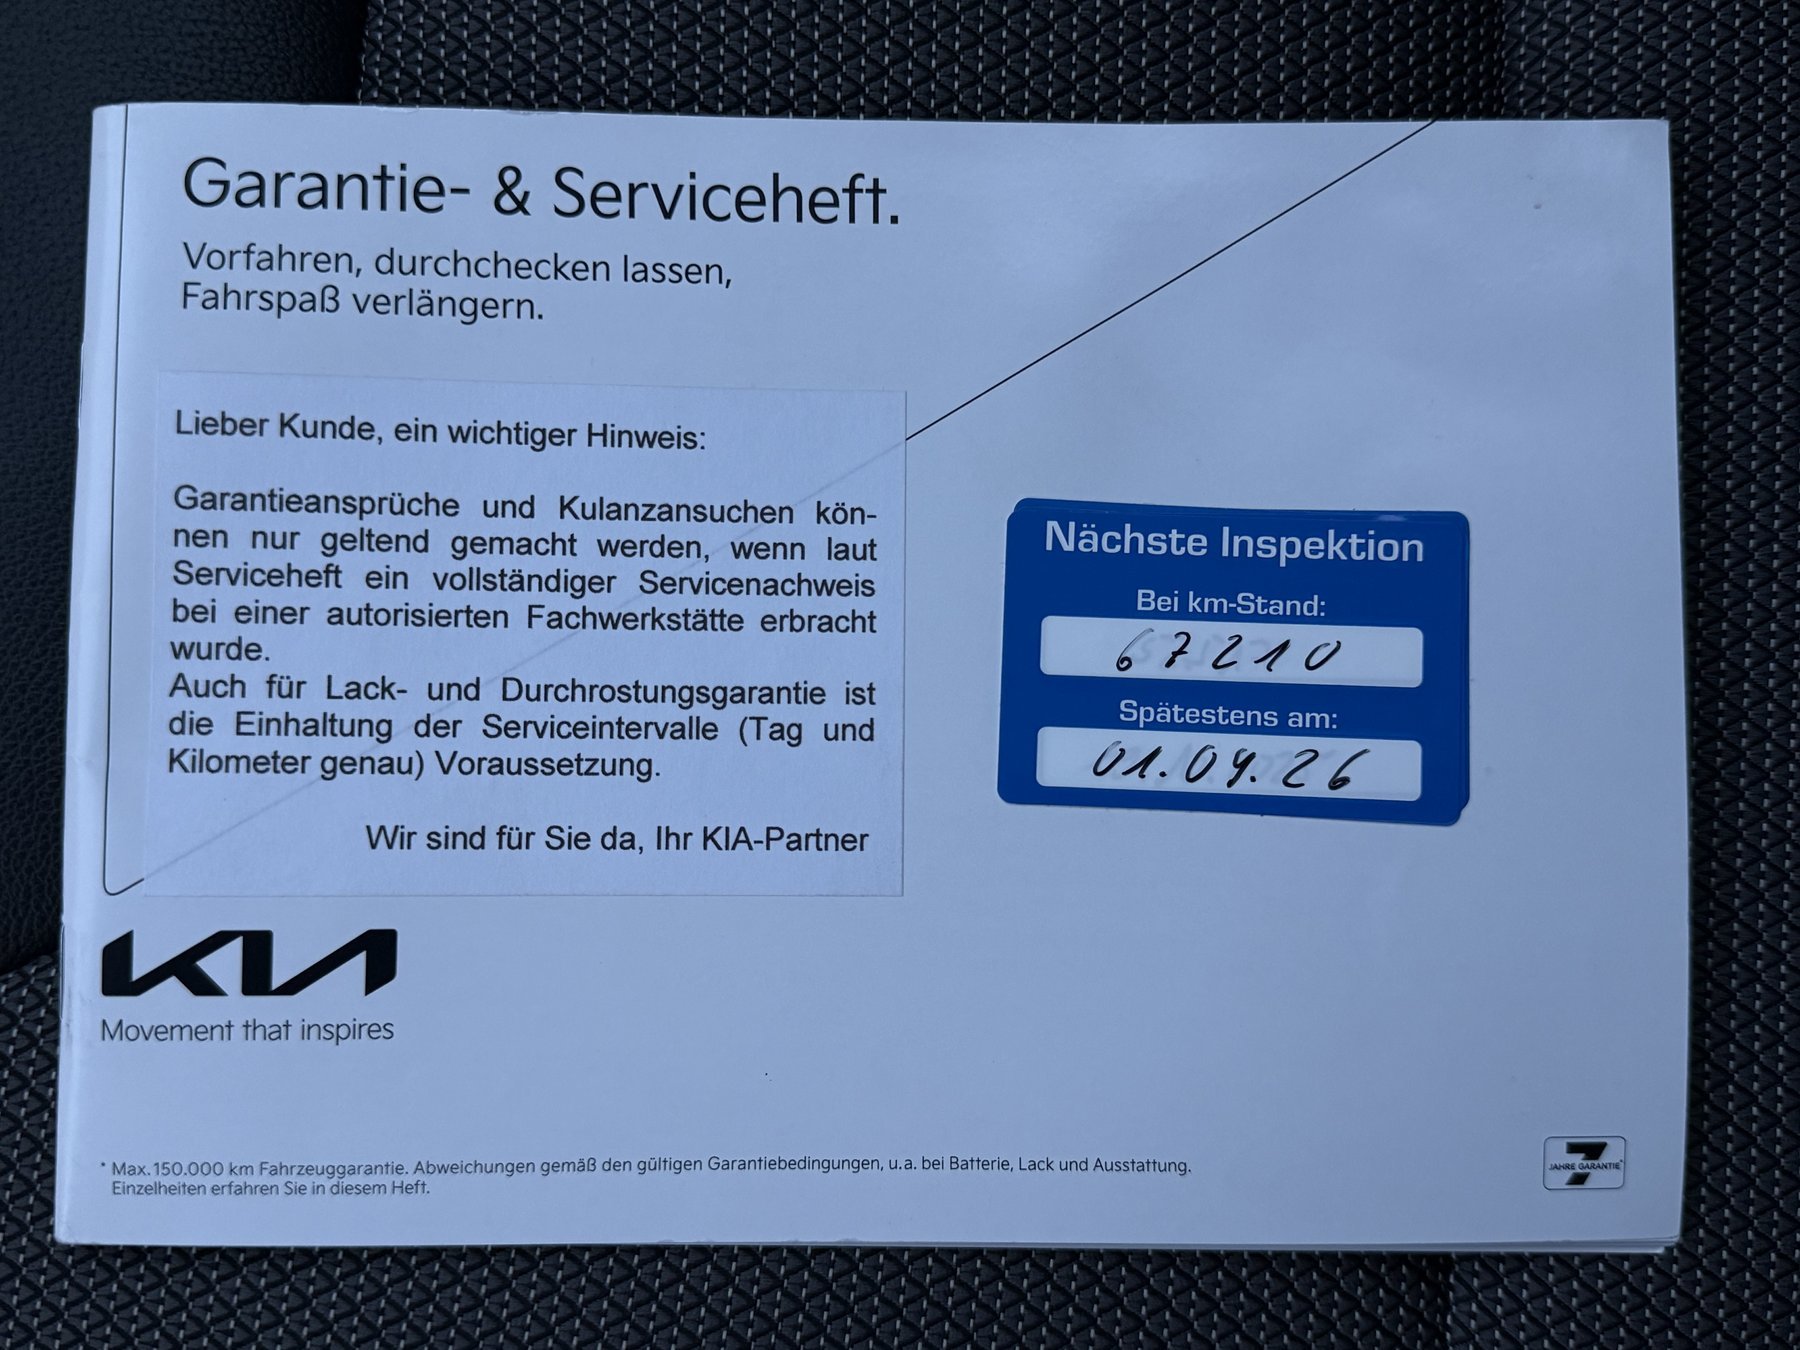 Garantie- & Serviceheft.
Vorfahren, durchchecken lassen,
Fahrspaß verlängern.
Lieber Kunde, ein wichtiger Hinweis:
Garantieansprüche und Kulanzansuchen kön-
nen nur geltend gemacht werden, wenn laut
Serviceheft ein vollständiger Servicenachweis
bei einer autorisierten Fachwerkstätte erbracht
wurde.
Auch für Lack- und Durchrostungsgarantie ist
die Einhaltung der Serviceintervalle (Tag und
Kilometer genau) Voraussetzung.
Wir sind für Sie da, Ihr KIA-Partner
Nächste Inspektion
Bei km-Stand:
67210
Spätestens am:
01.04.26
KIA
Movement that inspires
* Max. 150.000 km Fahrzeuggarantie. Abweichungen gemäß den gültigen Garantiebedingungen, u.a. bei Batterie, Lack und Ausstattung.
Einzelheiten erfahren Sie in diesem Heft.
7
JAHRE GARANTIE*